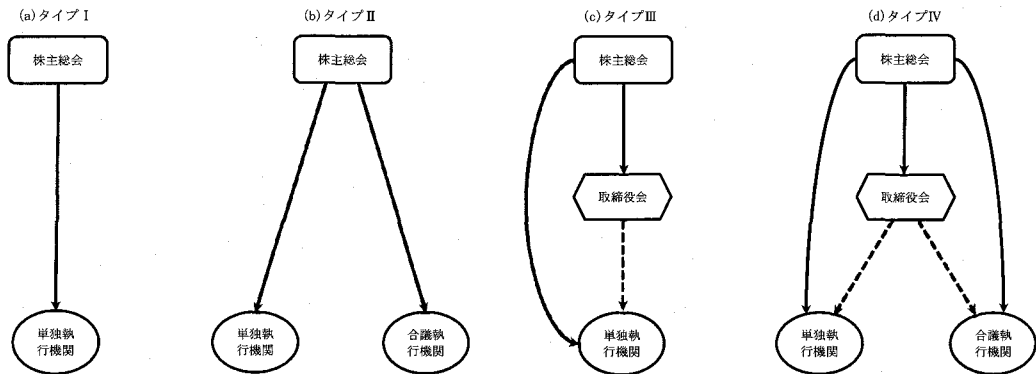 (a)タイプⅠ
株主総会
単独執
行機関
(b)タイプⅡ
株主総会
単独執
行機関
合議執
行機関
(c)タイプⅢ
株主総会
取締役会
単独執
行機関
(d)タイプⅣ
株主総会
取締役会
単独執
行機関
合議執
行機関